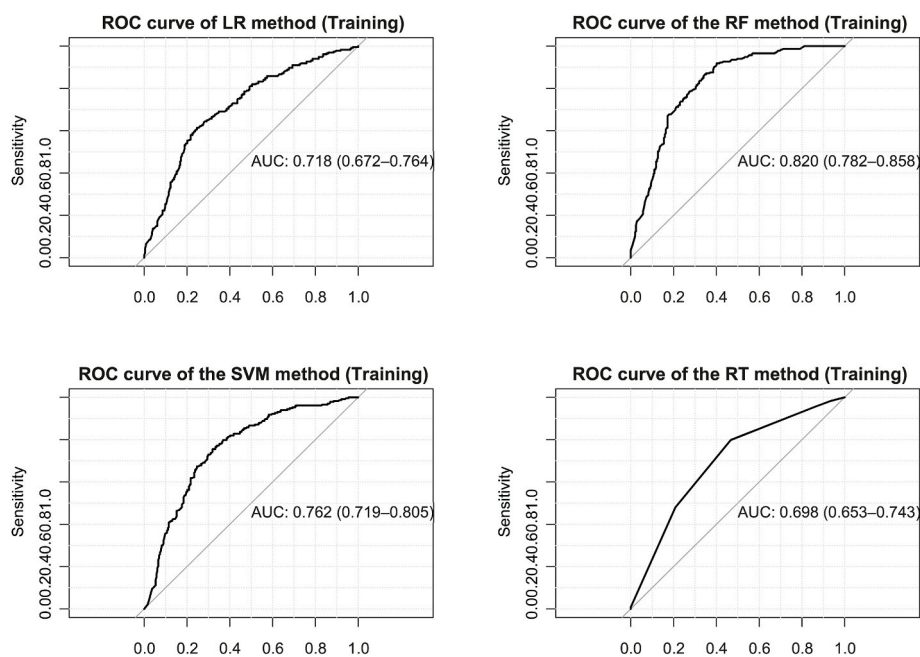 ROC curve of LR method (Training)
Sensitivity
0.00.20.40.60.81.0
AUC: 0.718 (0.672–0.764)
0.0 0.2 0.4 0.6 0.8 1.0
ROC curve of the RF method (Training)
Sensitivity
0.00.20.40.60.81.0
AUC: 0.820 (0.782–0.858)
0.0 0.2 0.4 0.6 0.8 1.0
ROC curve of the SVM method (Training)
Sensitivity
0.00.20.40.60.81.0
AUC: 0.762 (0.719–0.805)
0.0 0.2 0.4 0.6 0.8 1.0
ROC curve of the RT method (Training)
Sensitivity
0.00.20.40.60.81.0
AUC: 0.698 (0.653–0.743)
0.0 0.2 0.4 0.6 0.8 1.0